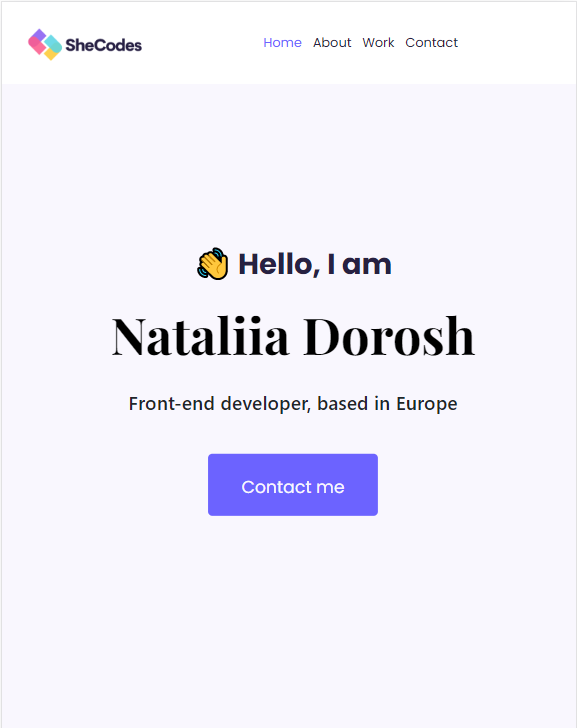 SheCodes
Home About Work Contact
👋 Hello, I am
Nataliia Dorosh
Front-end developer, based in Europe
Contact me